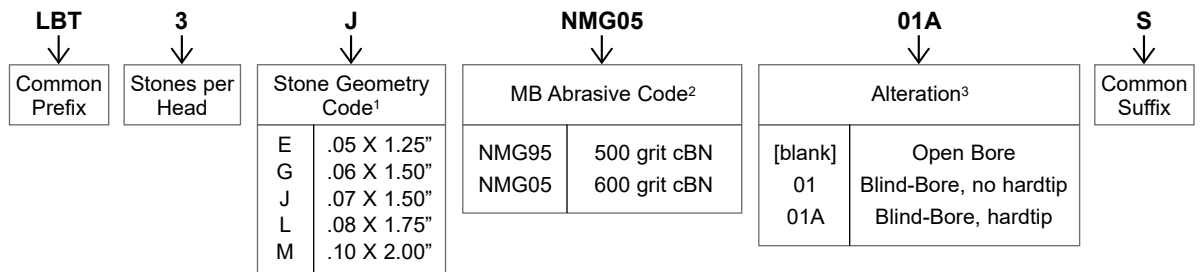 LBT 3 J NMG05 01A S
Common
Prefix
Stones per
Head
Stone Geometry
Code¹
E .05 X 1.25”
G .06 X 1.50”
J .07 X 1.50”
L .08 X 1.75”
M .10 X 2.00”
MB Abrasive Code²
NMG95 500 grit cBN
NMG05 600 grit cBN
Alteration³
[blank] Open Bore
01 Blind-Bore, no hardtip
01A Blind-Bore, hardtip
Common
Suffix